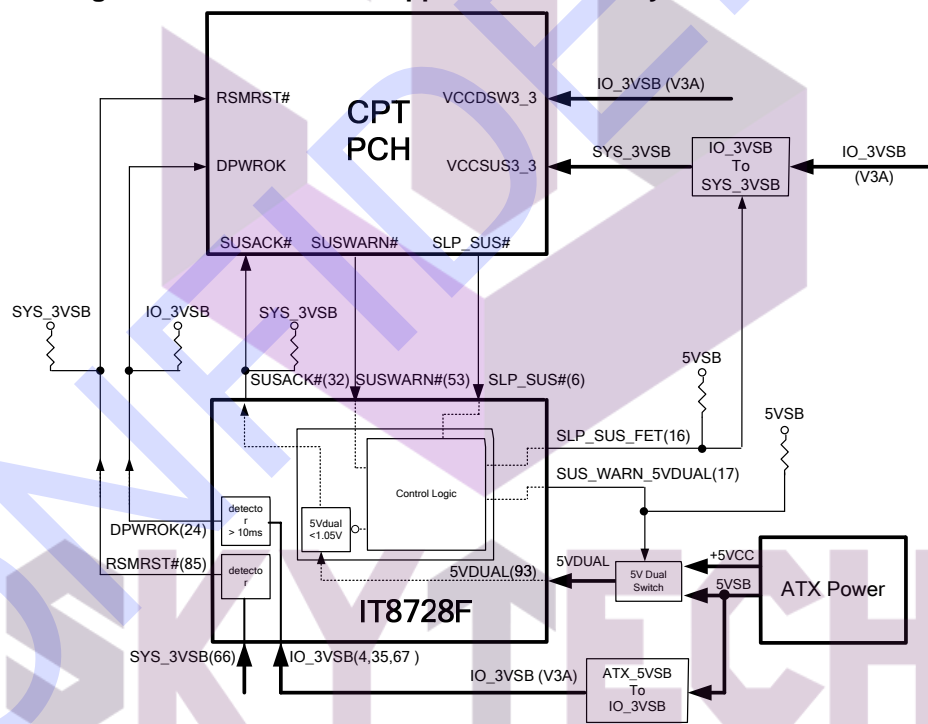 RSMRST#
CPT
PCH
VCCDSW3_3
IO_3VSB (V3A)
DPWROK
VCCSUS3_3
SYS_3VSB
IO_3VSB
To
SYS_3VSB
IO_3VSB
(V3A)
SUSACK# SUSWARN# SLP_SUS#
SYS_3VSB
IO_3VSB
SYS_3VSB
5VSB
5VSB
SUSACK#(32) SUSWARN#(53) SLP_SUS#(6)
SLP_SUS_FET(16)
SUS_WARN_5VDUAL(17)
Control Logic
detecto
r
> 10ms
5Vdual
<1.05V
DPWROK(24)
RSMRST#(85)
detecto
r
5VDUAL(93)
5VDUAL
5V Dual
Switch
+5VCC
5VSB
ATX Power
IT8728F
SYS_3VSB(66)
IO_3VSB(4,35,67 )
IO_3VSB (V3A)
ATX_5VSB
To
IO_3VSB
SKYTECH